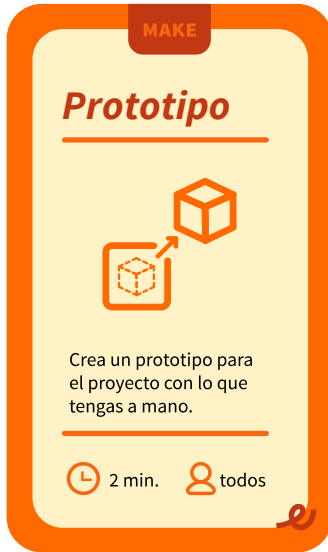 MAKE
Prototipo
Crea un prototipo para
el proyecto con lo que
tengas a mano.
2 min. todos